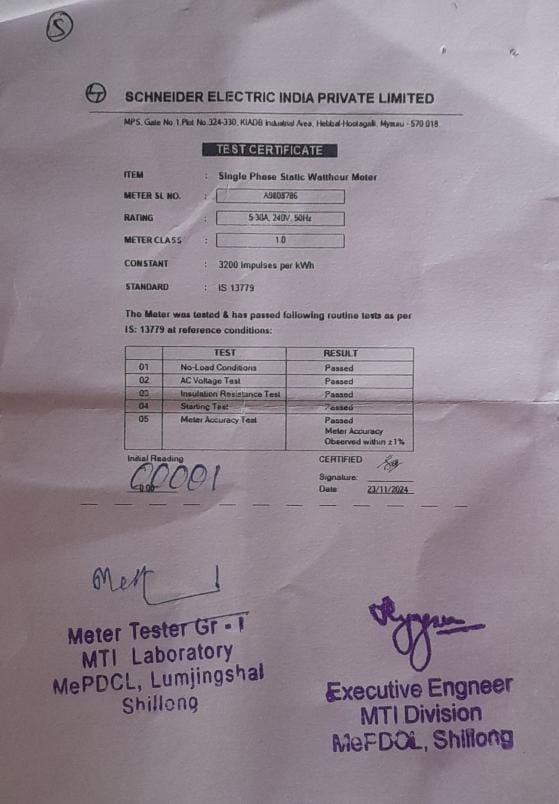 5
SCHNEIDER ELECTRIC INDIA PRIVATE LIMITED
MPS, Gate No 1, Plot No.324-330, KIADB Industrial Area, Hebbal-Hootagalli, Mysuru - 570 018.
TEST CERTIFICATE
ITEM : Single Phase Static Watthour Meter
METER SL NO. : A9803786
RATING : 5-30A, 240V, 50Hz
METER CLASS : 1.0
CONSTANT : 3200 impulses per kWh
STANDARD : IS 13779
The Meter was tested & has passed following routine tests as per
IS: 13779 at reference conditions:
TEST RESULT
01 No-Load Conditions Passed
02 AC Voltage Test Passed
03 Insulation Resistance Test Passed
04 Starting Test Passed
05 Meter Accuracy Test Passed
Meter Accuracy
Observed within ±1%
Initial Reading CERTIFIED
00001
Signature:
Date 23/11/2024
Meter Tester Gr - I
MTI Laboratory
MePDCL, Lumjingshai
Shillong
Executive Engneer
MTI Division
MePDCL, Shillong